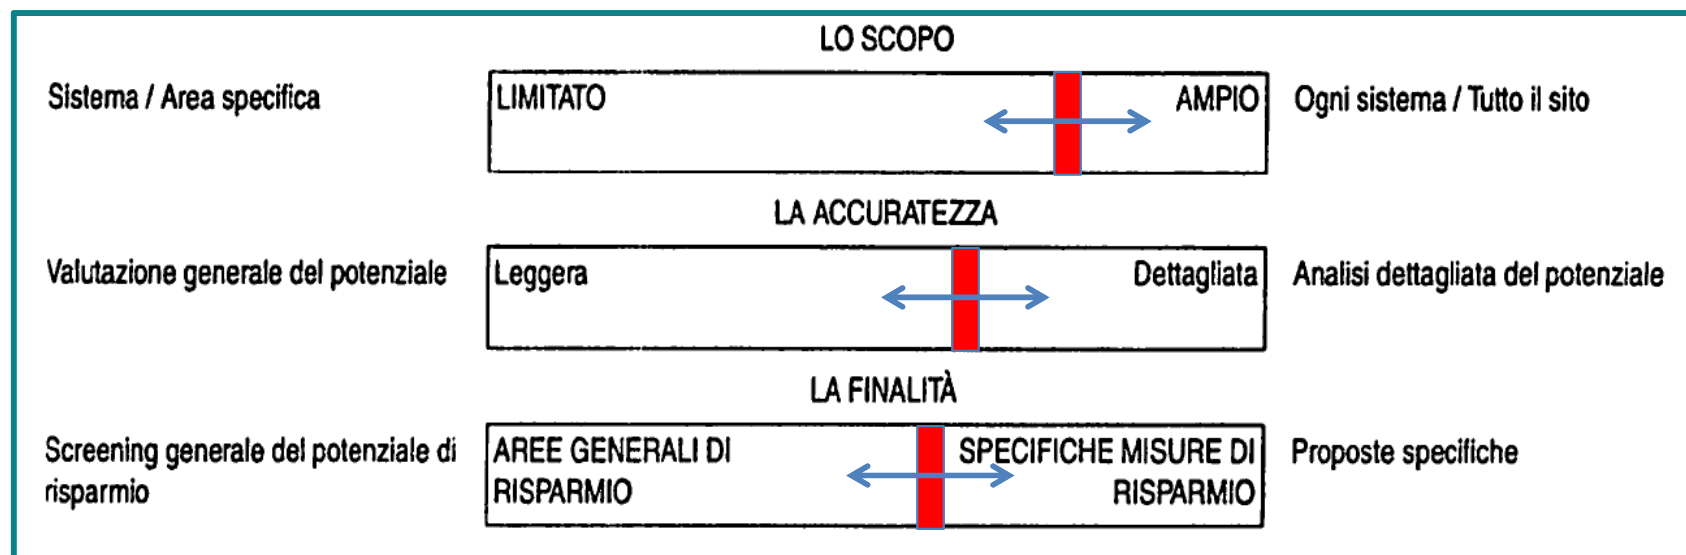 LO SCOPO
Sistema / Area specifica
LIMITATO
AMPIO
Ogni sistema / Tutto il sito
LA ACCURATEZZA
Valutazione generale del potenziale
Leggera
Dettagliata
Analisi dettagliata del potenziale
LA FINALITÀ
Screening generale del potenziale di
risparmio
AREE GENERALI DI
RISPARMIO
SPECIFICHE MISURE DI
RISPARMIO
Proposte specifiche